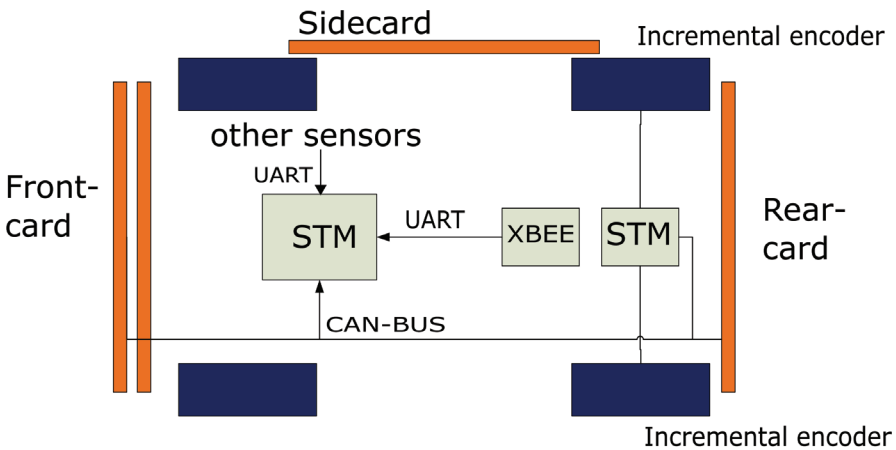 Sidecard
Incremental encoder
other sensors
UART
Front-
card
STM
UART
XBEE
STM
Rear-
card
CAN-BUS
Incremental encoder